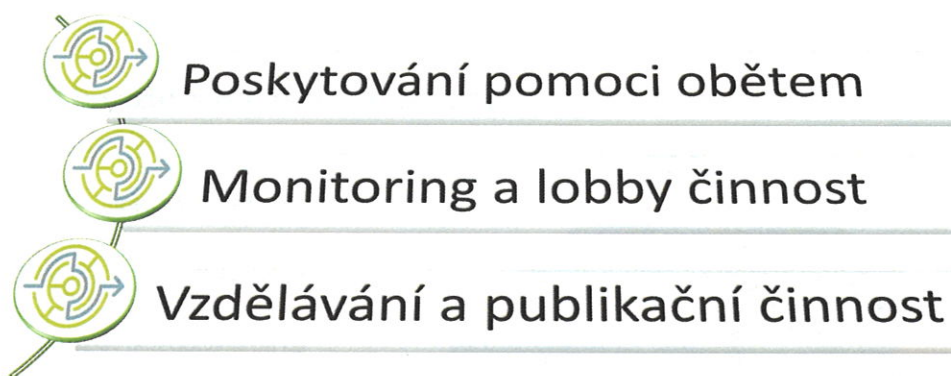 Poskytování pomoci obětem
Monitoring a lobby činnost
Vzdělávání a publikační činnost